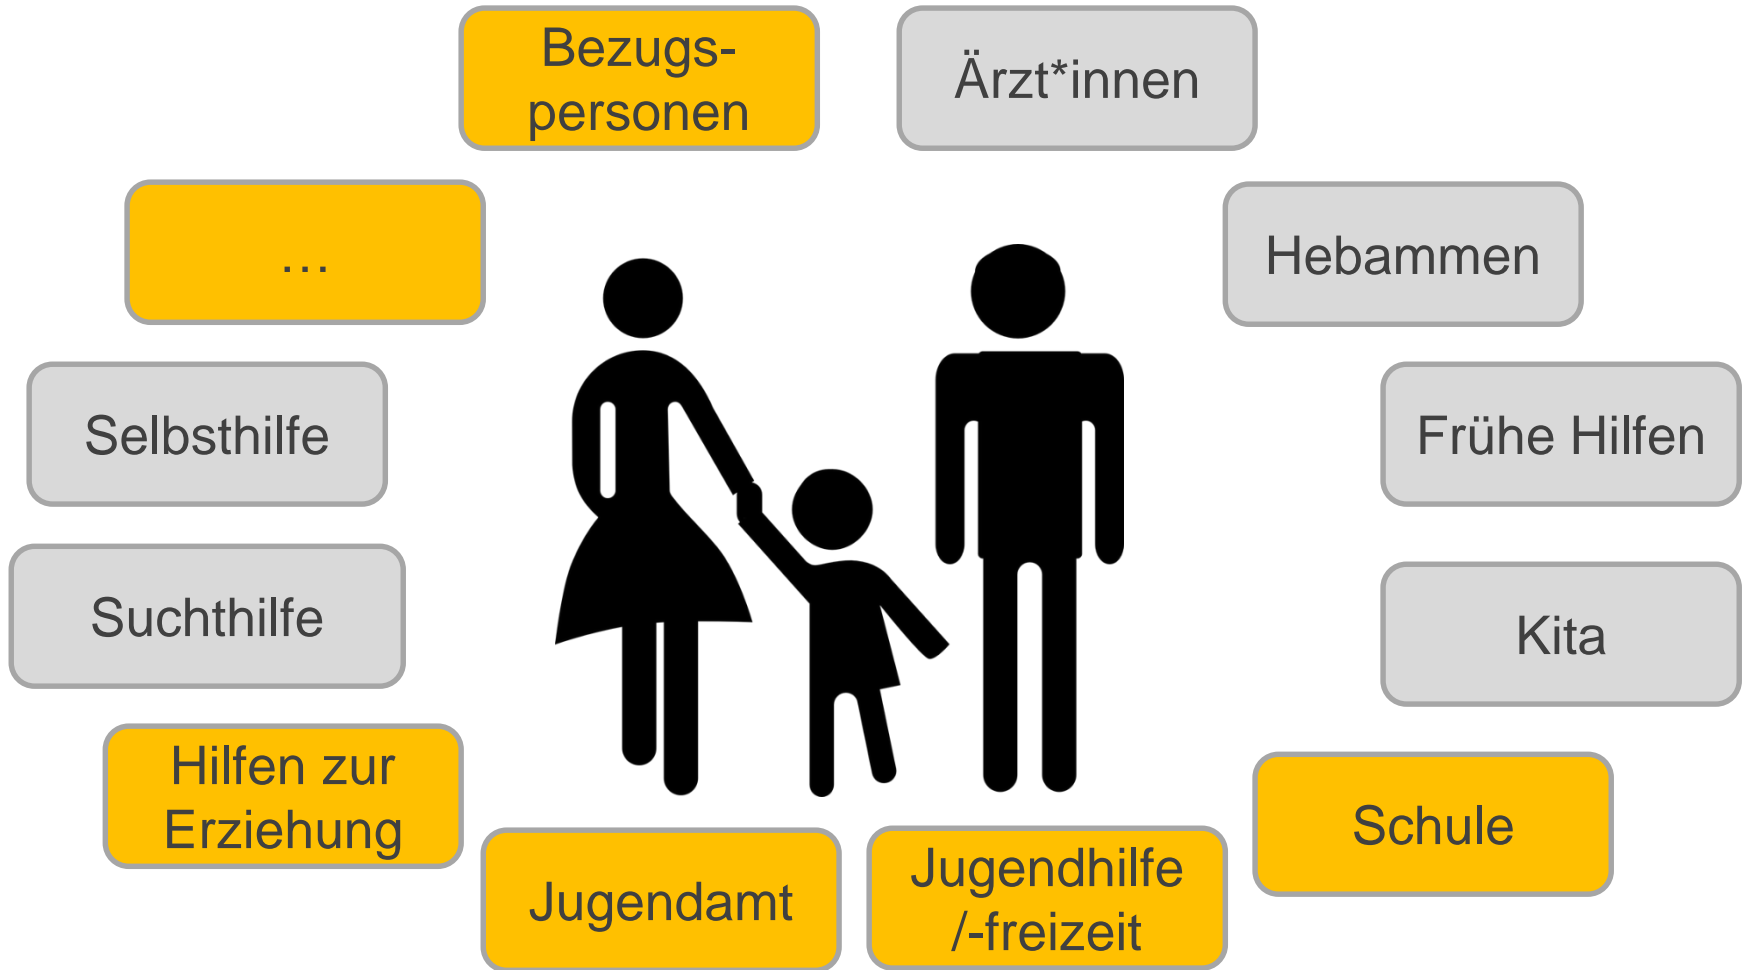 Bezugs-
personen
Ärzt*innen
…
Hebammen
Selbsthilfe
Frühe Hilfen
Suchthilfe
Kita
Hilfen zur
Erziehung
Schule
Jugendamt
Jugendhilfe
/-freizeit